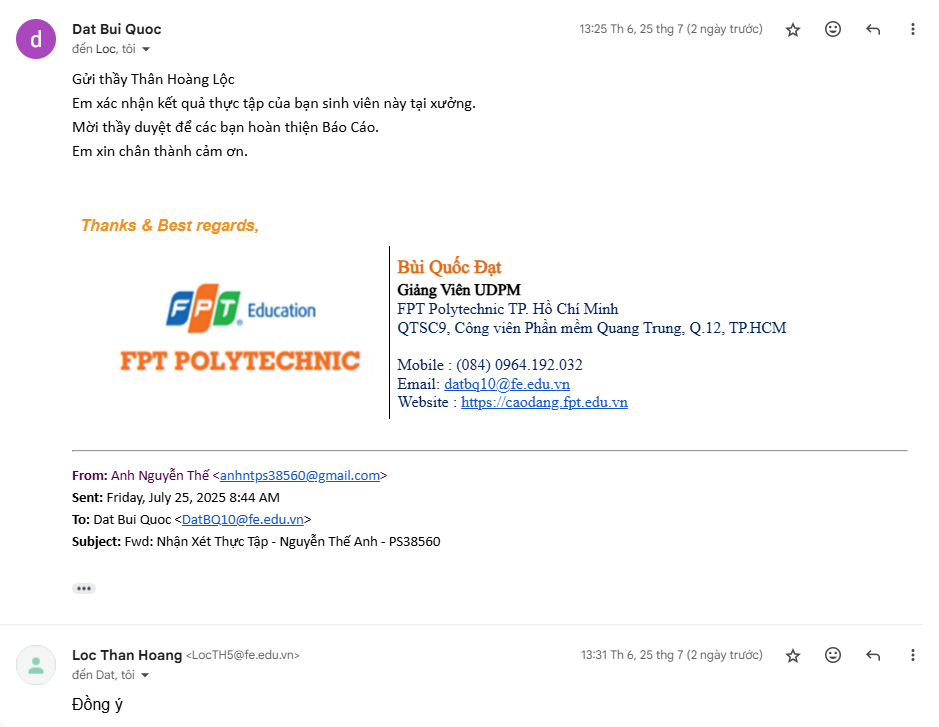 d
Dat Bui Quoc
13:25 Th 6, 25 thg 7 (2 ngày trước)
đến Loc, tôi
Gửi thầy Thân Hoàng Lộc
Em xác nhận kết quả thực tập của bạn sinh viên này tại xưởng.
Mời thầy duyệt để các bạn hoàn thiện Báo Cáo.
Em xin chân thành cảm ơn.
Thanks & Best regards,
FPT Education
FPT POLYTECHNIC
Bùi Quốc Đạt
Giảng Viên UDPM
FPT Polytechnic TP. Hồ Chí Minh
QTSC9, Công viên Phần mềm Quang Trung, Q.12, TP.HCM
Mobile : (084) 0964.192.032
Email: datbq10@fe.edu.vn
Website : https://caodang.fpt.edu.vn
From: Anh Nguyễn Thế <anhntps38560@gmail.com>
Sent: Friday, July 25, 2025 8:44 AM
To: Dat Bui Quoc <DatBQ10@fe.edu.vn>
Subject: Fwd: Nhận Xét Thực Tập - Nguyễn Thế Anh - PS38560
Loc Than Hoang <LocTH5@fe.edu.vn>
13:31 Th 6, 25 thg 7 (2 ngày trước)
đến Dat, tôi
Đồng ý